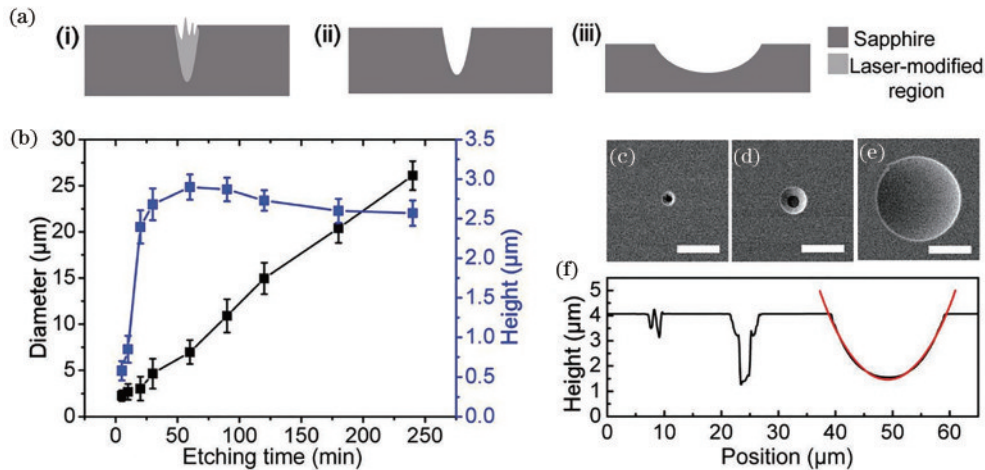 (a)
(i)
(ii)
(iii)
Sapphire
Laser-modified
region
(b)
30
25
20
15
10
5
0
Diameter (μm)
3.5
3.0
2.5
2.0
1.5
1.0
0.5
0.0
Height (μm)
0 50 100 150 200 250
Etching time (min)
(c)
(d)
(e)
(f)
5
4
3
2
1
0
Height (μm)
0 10 20 30 40 50 60
Position (μm)